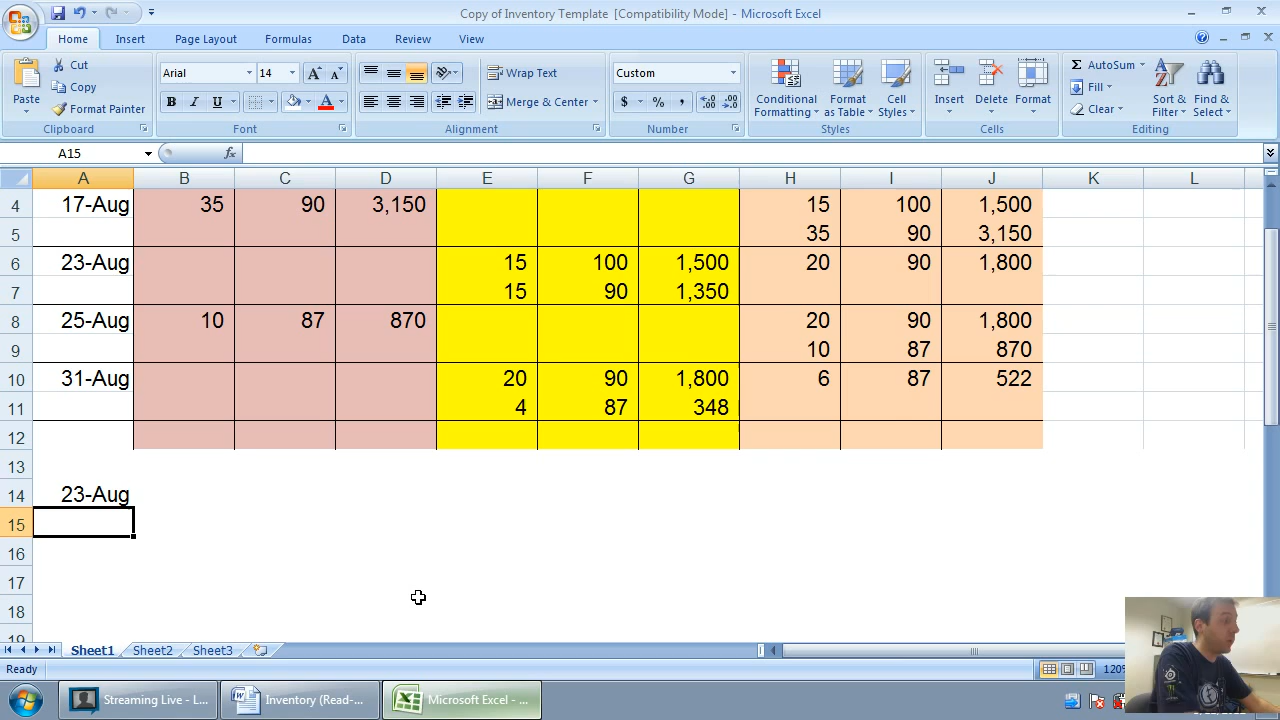 Copy of Inventory Template [Compatibility Mode] - Microsoft Excel
Home Insert Page Layout Formulas Data Review View
Paste Cut Copy Format Painter Clipboard
Arial 14 A A B I U A Font
Wrap Text Merge & Center Alignment
Custom $ % , Number
Conditional Formatting Format as Table Cell Styles Styles
Insert Delete Format Cells
AutoSum Fill Clear Sort & Filter Find & Select Editing
A15 fx
A B C D E F G H I J K L
4 17-Aug 35 90 3,150 15 100 1,500
5 35 90 3,150
6 23-Aug 15 100 1,500 20 90 1,800
7 15 90 1,350
8 25-Aug 10 87 870 20 90 1,800
9 10 87 870
10 31-Aug 20 90 1,800 6 87 522
11 4 87 348
12
13
14 23-Aug
15
16
17
18
19
Sheet1 Sheet2 Sheet3
Ready 120%
Streaming Live - L... Inventory (Read-... Microsoft Excel - ...